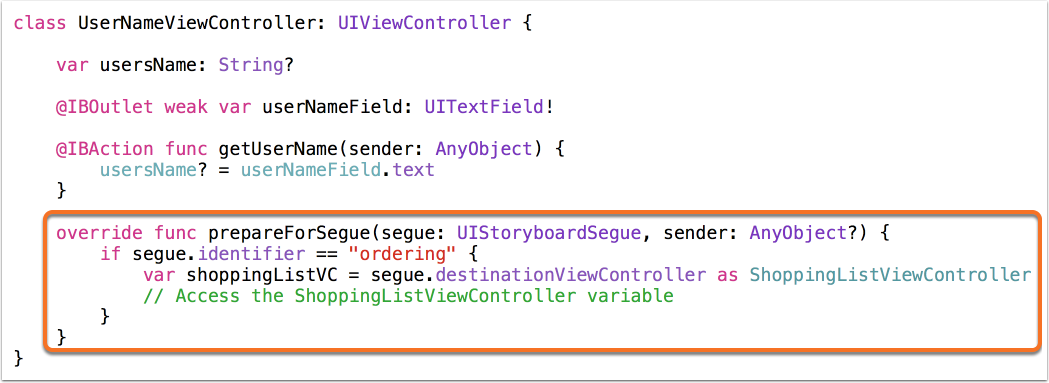 class UserNameViewController: UIViewController {
var usersName: String?
@IBOutlet weak var userNameField: UITextField!
@IBAction func getUserName(sender: AnyObject) {
usersName? = userNameField.text
}
override func prepareForSegue(segue: UIStoryboardSegue, sender: AnyObject?) {
if segue.identifier == "ordering" {
var shoppingListVC = segue.destinationViewController as ShoppingListViewController
// Access the ShoppingListViewController variable
}
}
}